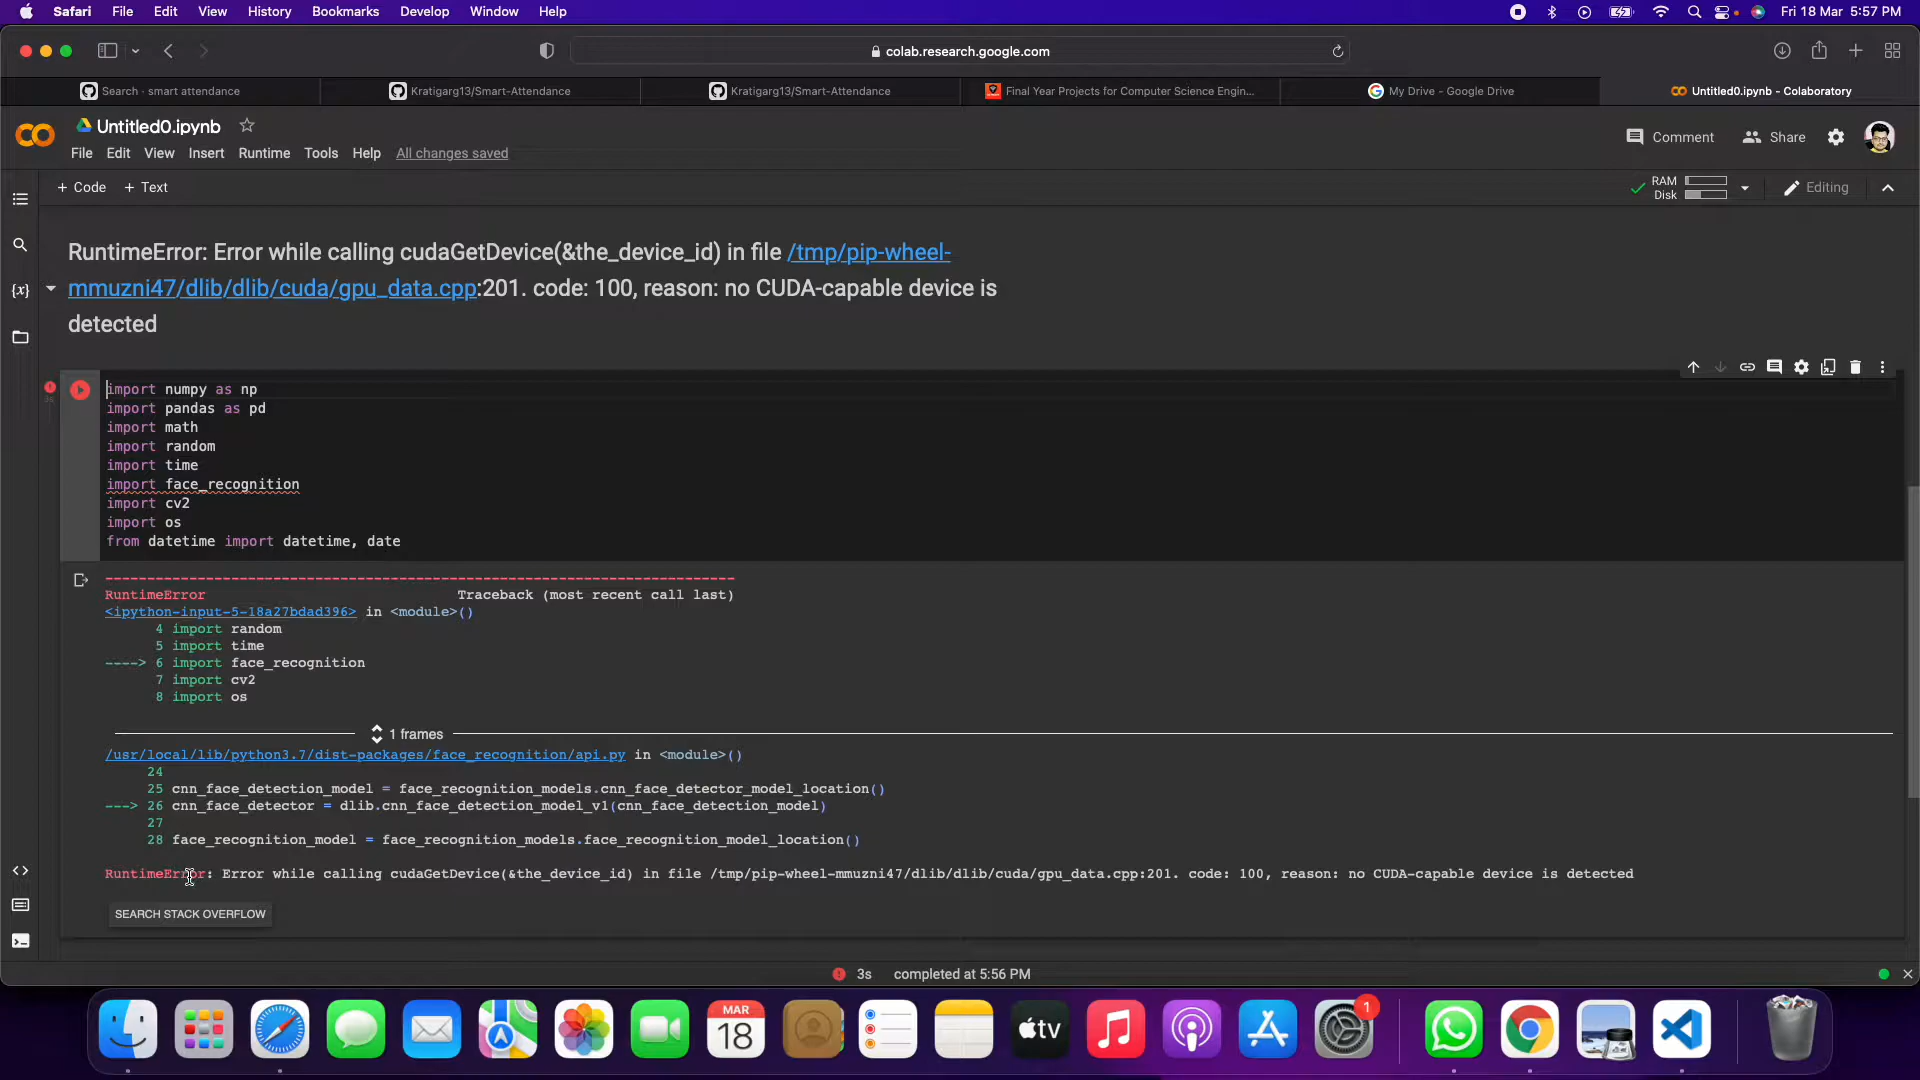 Safari File Edit View History Bookmarks Develop Window Help Fri 18 Mar 5:57 PM
colab.research.google.com
Search · smart attendance Kratigarg13/Smart-Attendance Kratigarg13/Smart-Attendance Final Year Projects for Computer Science Engin... My Drive - Google Drive Untitled0.ipynb - Colaboratory
Untitled0.ipynb
Comment Share
File Edit View Insert Runtime Tools Help All changes saved
+ Code + Text RAM Disk Editing
RuntimeError: Error while calling cudaGetDevice(&the_device_id) in file /tmp/pip-wheel-
mmuzni47/dlib/dlib/cuda/gpu_data.cpp:201. code: 100, reason: no CUDA-capable device is
detected
import numpy as np
3s
import pandas as pd
import math
import random
import time
import face_recognition
import cv2
import os
from datetime import datetime, date
---------------------------------------------------------------------------
RuntimeError Traceback (most recent call last)
<ipython-input-5-18a27bdad396> in <module>()
4 import random
5 import time
----> 6 import face_recognition
7 import cv2
8 import os
1 frames
/usr/local/lib/python3.7/dist-packages/face_recognition/api.py in <module>()
24
25 cnn_face_detection_model = face_recognition_models.cnn_face_detector_model_location()
---> 26 cnn_face_detector = dlib.cnn_face_detection_model_v1(cnn_face_detection_model)
27
28 face_recognition_model = face_recognition_models.face_recognition_model_location()
RuntimeError: Error while calling cudaGetDevice(&the_device_id) in file /tmp/pip-wheel-mmuzni47/dlib/dlib/cuda/gpu_data.cpp:201. code: 100, reason: no CUDA-capable device is detected
SEARCH STACK OVERFLOW
3s completed at 5:56 PM
MAR
18
tv
1